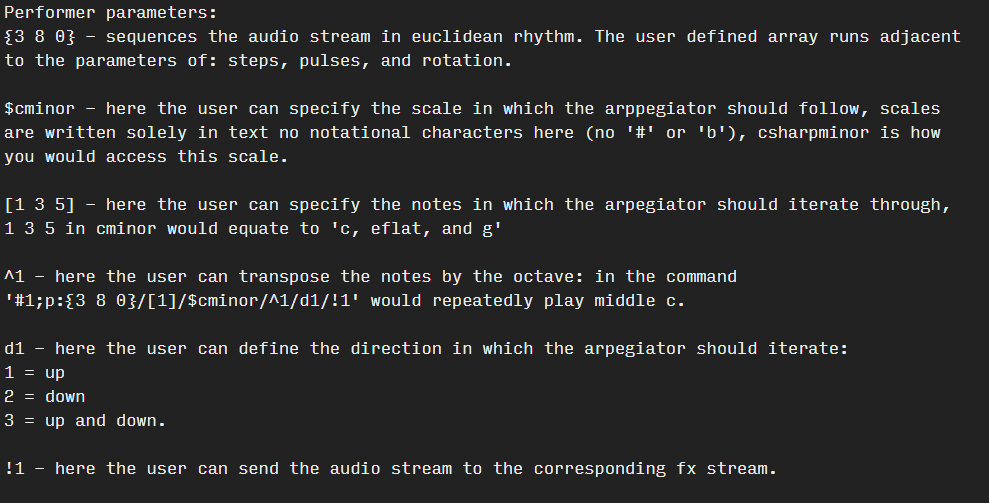 Performer parameters:
{3 8 0} – sequences the audio stream in euclidean rhythm. The user defined array runs adjacent
to the parameters of: steps, pulses, and rotation.
$cminor – here the user can specify the scale in which the arppegiator should follow, scales
are written solely in text no notational characters here (no '#' or 'b'), csharpminor is how
you would access this scale.
[1 3 5] – here the user can specify the notes in which the arpegiator should iterate through,
1 3 5 in cminor would equate to 'c, eflat, and g'
^1 – here the user can transpose the notes by the octave: in the command
'#1;p:{3 8 0}/[1]/$cminor/^1/d1/!1' would repeatedly play middle c.
d1 – here the user can define the direction in which the arpegiator should iterate:
1 = up
2 = down
3 = up and down.
!1 – here the user can send the audio stream to the corresponding fx stream.